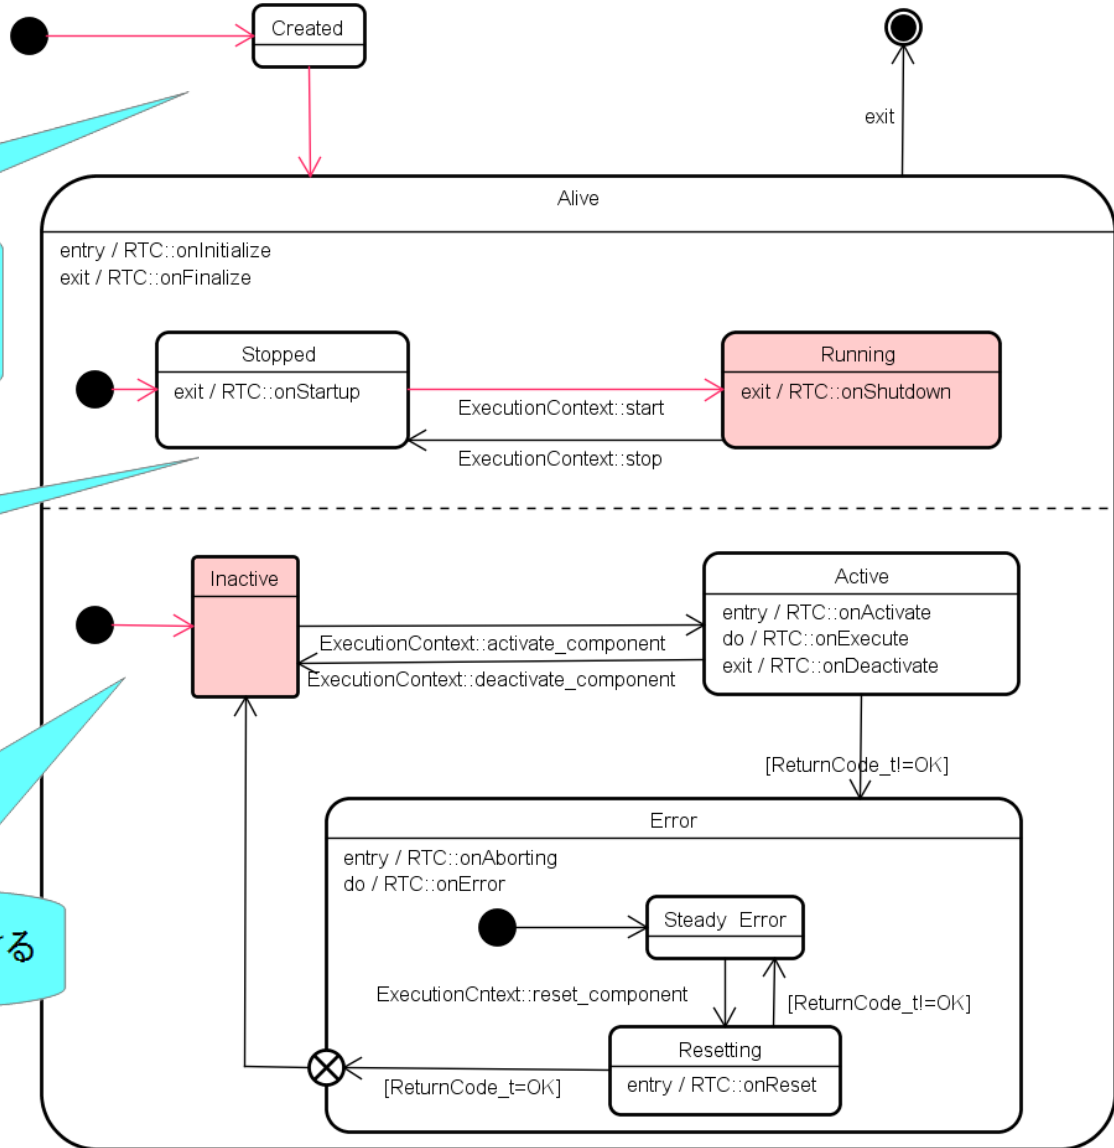 Created
exit
Alive
entry / RTC::onInitialize
exit / RTC::onFinalize
Stopped
exit / RTC::onStartup
Running
exit / RTC::onShutdown
ExecutionContext::start
ExecutionContext::stop
Inactive
Active
entry / RTC::onActivate
do / RTC::onExecute
exit / RTC::onDeactivate
ExecutionContext::activate_component
ExecutionContext::deactivate_component
[ReturnCode_t!=OK]
Error
entry / RTC::onAborting
do / RTC::onError
Steady Error
ExecutionCntext::reset_component
[ReturnCode_t!=OK]
Resetting
entry / RTC::onReset
[ReturnCode_t=OK]
る